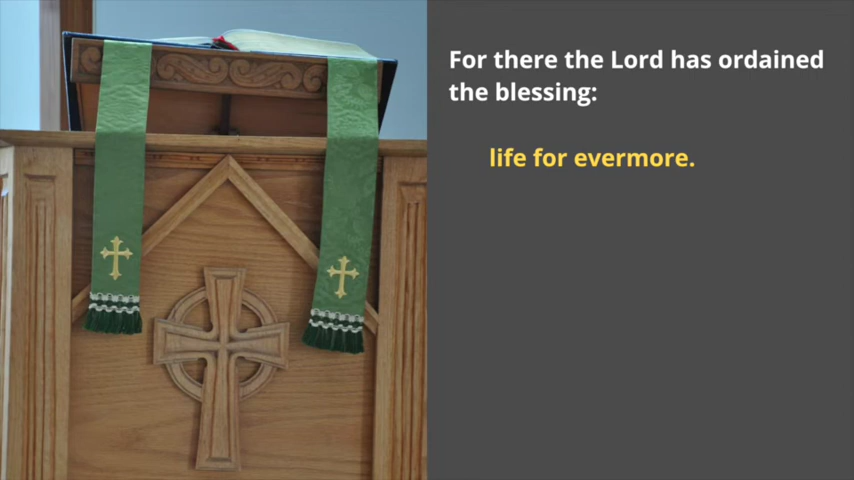 For there the Lord has ordained
the blessing:
life for evermore.